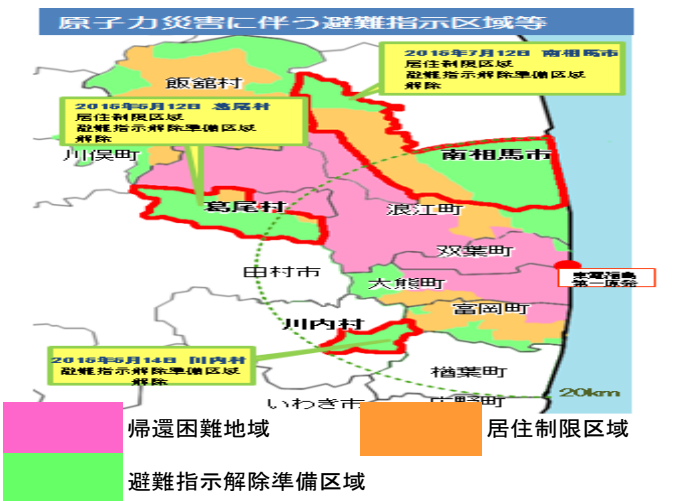 原子力災害に伴う避難指示区域等
2016年7月12日 南相馬市
居住制限区域
避難指示解除準備区域
解除
飯舘村
2016年6月12日 葛尾村
居住制限区域
避難指示解除準備区域
解除
川俣町
南相馬市
葛尾村
浪江町
双葉町
田村市
大熊町
東電福島
第一原発
富岡町
川内村
2016年6月14日 川内村
避難指示解除準備区域
解除
楢葉町
20km
いわき市
広野町
帰還困難地域
居住制限区域
避難指示解除準備区域